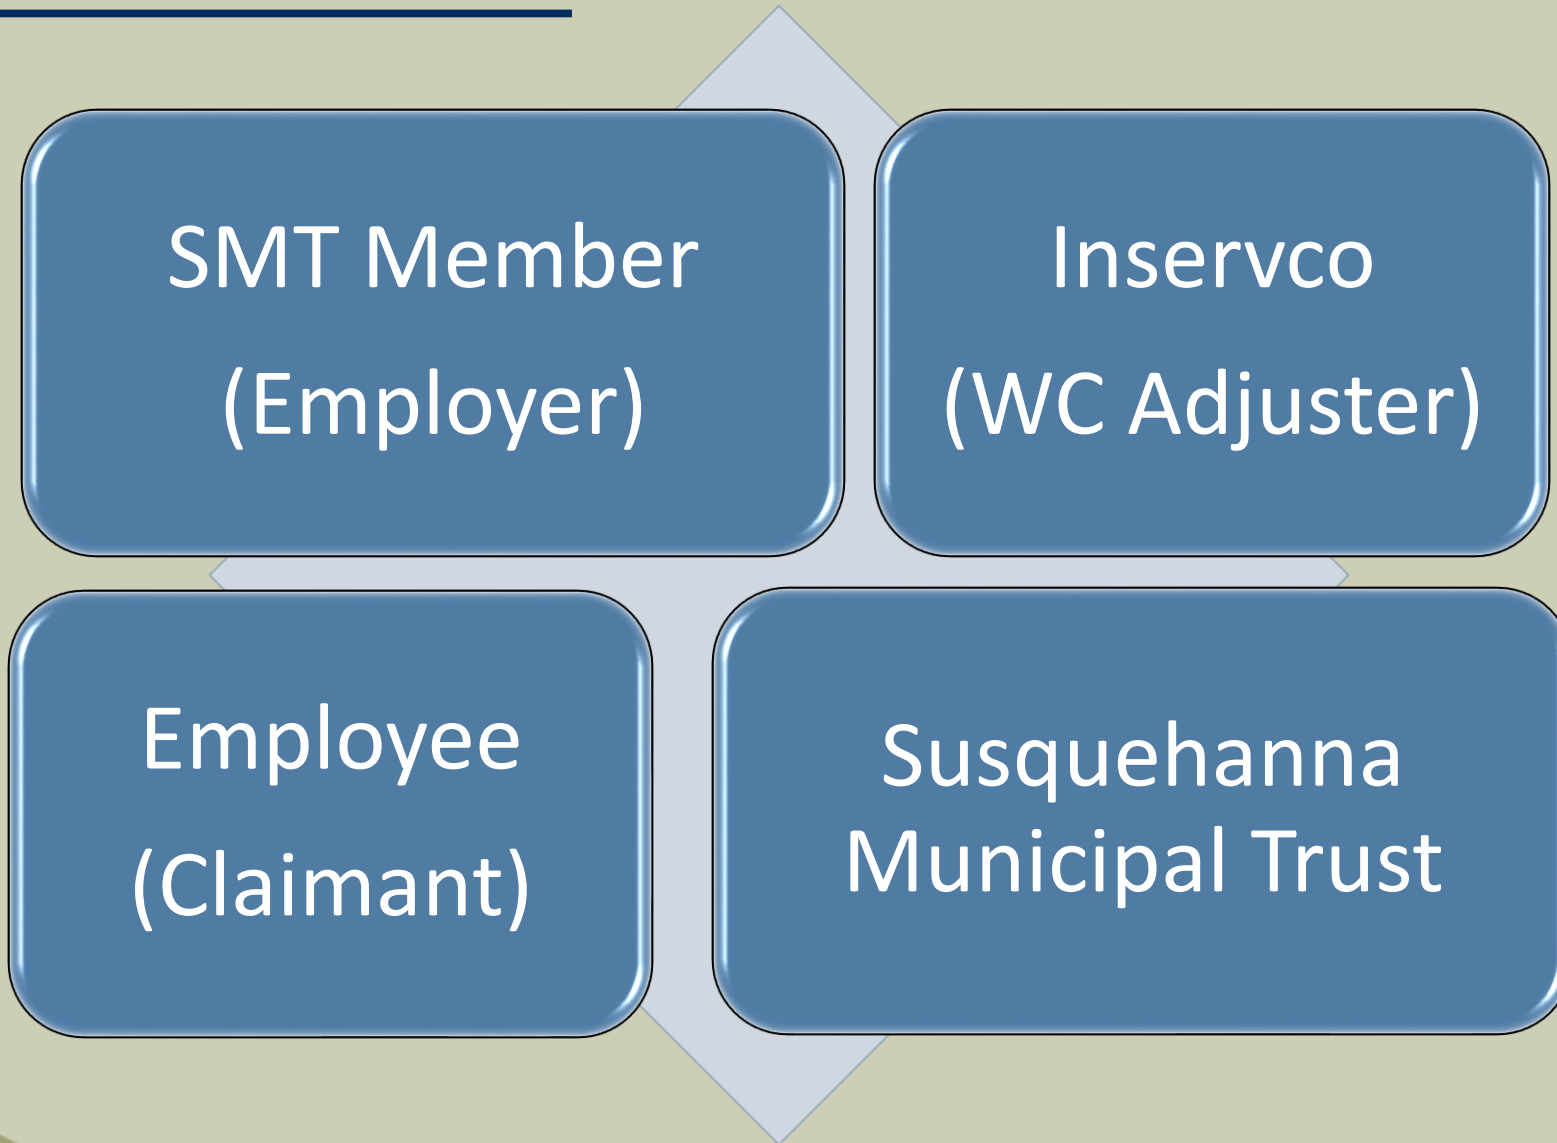 SMT Member
(Employer)
Inservco
(WC Adjuster)
Employee
(Claimant)
Susquehanna
Municipal Trust